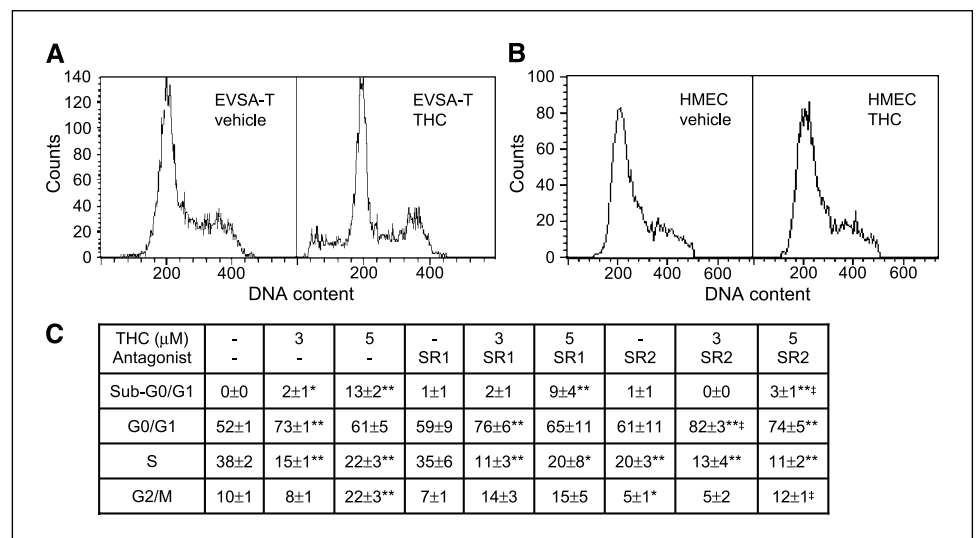 A
B
140
120
100
80
60
40
20
0
Counts
EVSA-T
vehicle
EVSA-T
THC
200 400 200 400
DNA content
100
80
60
40
20
0
Counts
HMEC
vehicle
HMEC
THC
200 400 600 200 400 600
DNA content
C
THC (μM) - 3 5 - 3 5 - 3 5
Antagonist - - - SR1 SR1 SR1 SR2 SR2 SR2
Sub-G0/G1 0±0 2±1* 13±2** 1±1 2±1 9±4** 1±1 0±0 3±1**‡
G0/G1 52±1 73±1** 61±5 59±9 76±6** 65±11 61±11 82±3**‡ 74±5**
S 38±2 15±1** 22±3** 35±6 11±3** 20±8* 20±3** 13±4** 11±2**
G2/M 10±1 8±1 22±3** 7±1 14±3 15±5 5±1* 5±2 12±1‡